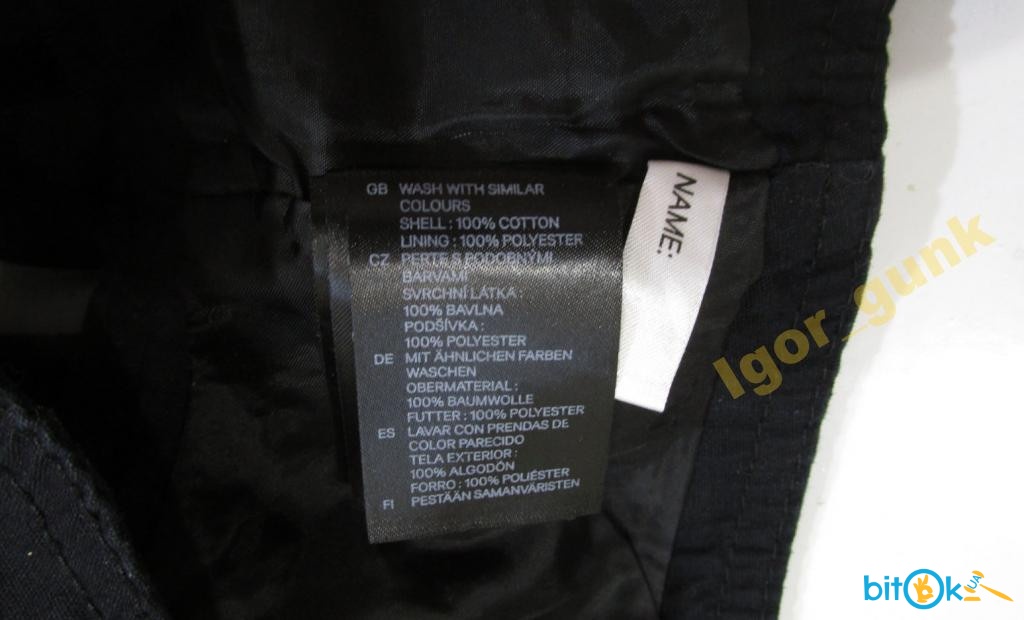 GB WASH WITH SIMILAR
COLOURS
SHELL : 100% COTTON
LINING : 100% POLYESTER
CZ PERTE S PODOBNÝMI
BARVAMI
SVRCHNÍ LÁTKA :
100% BAVLNA
PODŠÍVKA :
100% POLYESTER
DE MIT ÄHNLICHEN FARBEN
WASCHEN
OBERMATERIAL :
100% BAUMWOLLE
FUTTER : 100% POLYESTER
ES LAVAR CON PRENDAS DE
COLOR PARECIDO
TELA EXTERIOR :
100% ALGODÓN
FORRO : 100% POLIÉSTER
FI PESTÄÄN SAMANVÄRISTEN
NAME:
Igor_gunk
bitOk.UA